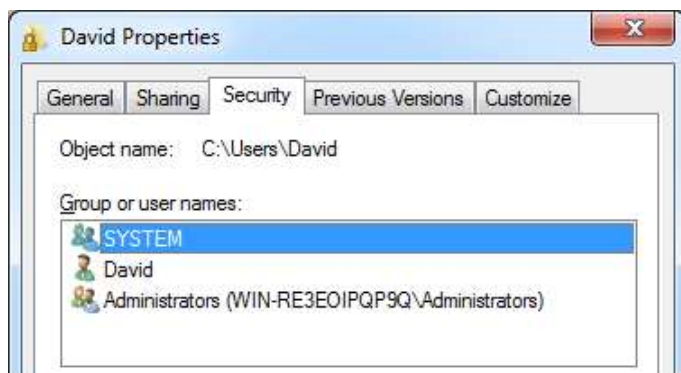 David Properties
General Sharing Security Previous Versions Customize
Object name: C:\Users\David
Group or user names:
SYSTEM
David
Administrators (WIN-RE3EOIPQP9Q\Administrators)